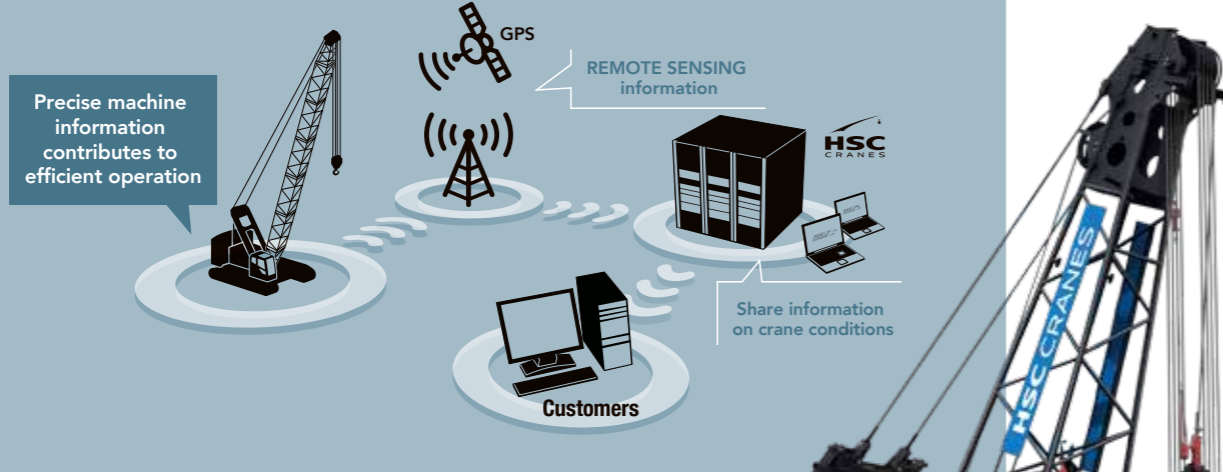 GPS
REMOTE SENSING
information
Precise machine
information
contributes to
efficient operation
HSC
CRANES
Share information
on crane conditions
Customers
HSC CRANES